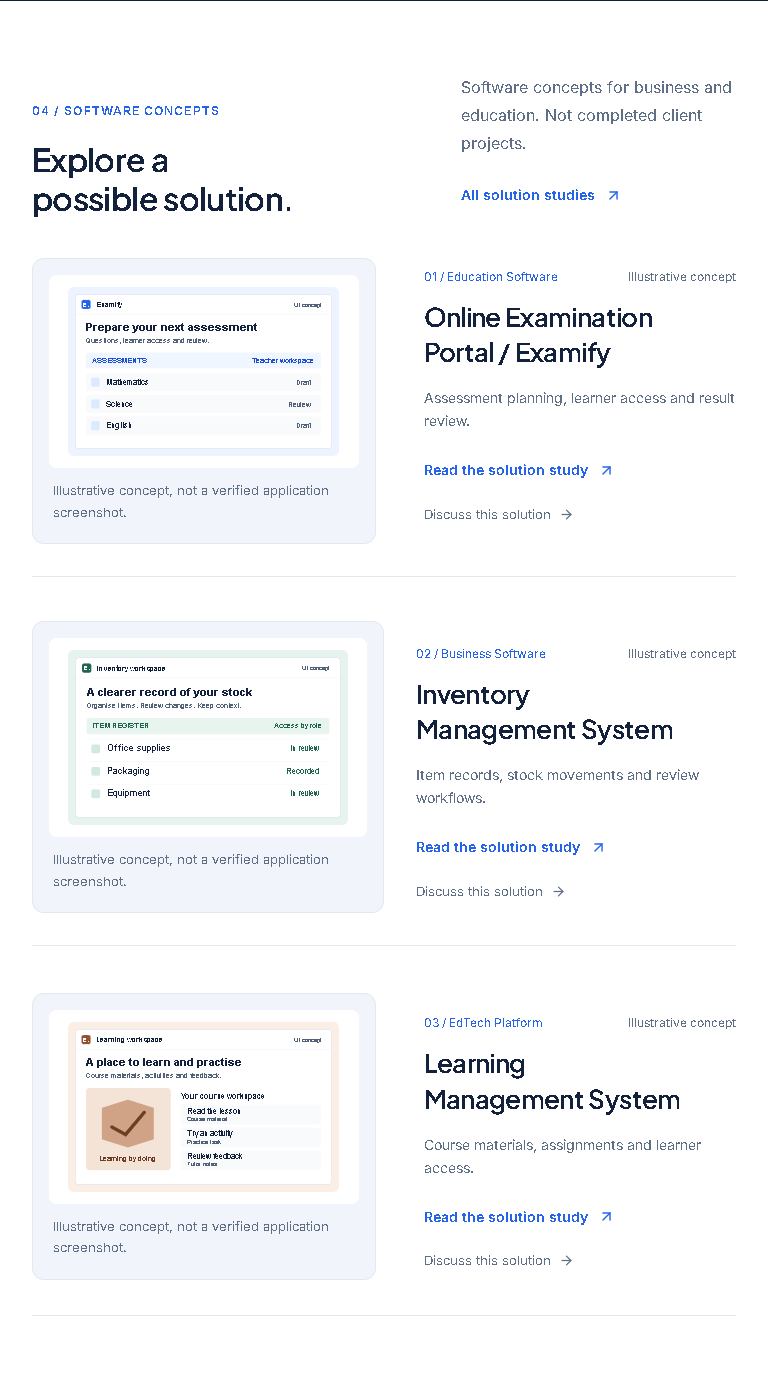 04 / SOFTWARE CONCEPTS
Explore a
possible solution.
Software concepts for business and
education. Not completed client
projects.
All solution studies
E.
Examify
UI concept
Prepare your next assessment
Questions, learner access and review.
ASSESSMENTS
Teacher workspace
Mathematics
Draft
Science
Review
English
Draft
Illustrative concept, not a verified application
screenshot.
01 / Education Software
Illustrative concept
Online Examination
Portal / Examify
Assessment planning, learner access and result
review.
Read the solution study
Discuss this solution
E.
Inventory workspace
UI concept
A clearer record of your stock
Organise items. Review changes. Keep context.
ITEM REGISTER
Access by role
Office supplies
In review
Packaging
Recorded
Equipment
In review
Illustrative concept, not a verified application
screenshot.
02 / Business Software
Illustrative concept
Inventory
Management System
Item records, stock movements and review
workflows.
Read the solution study
Discuss this solution
E.
Learning workspace
UI concept
A place to learn and practise
Course materials, activities and feedback.
Learning by doing
Your course workspace
Read the lesson
Course material
Try an activity
Practice task
Review feedback
Tutor notes
Illustrative concept, not a verified application
screenshot.
03 / EdTech Platform
Illustrative concept
Learning
Management System
Course materials, assignments and learner
access.
Read the solution study
Discuss this solution